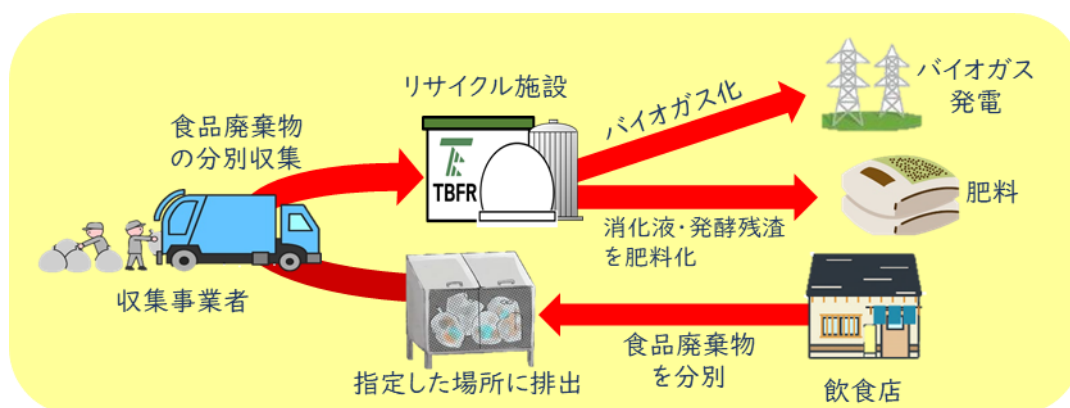 リサイクル施設
バイオガス化
バイオガス
発電
食品廃棄物
の分別収集
TBFR
肥料
消化液・発酵残渣
を肥料化
収集事業者
指定した場所に排出
食品廃棄物
を分別
飲食店